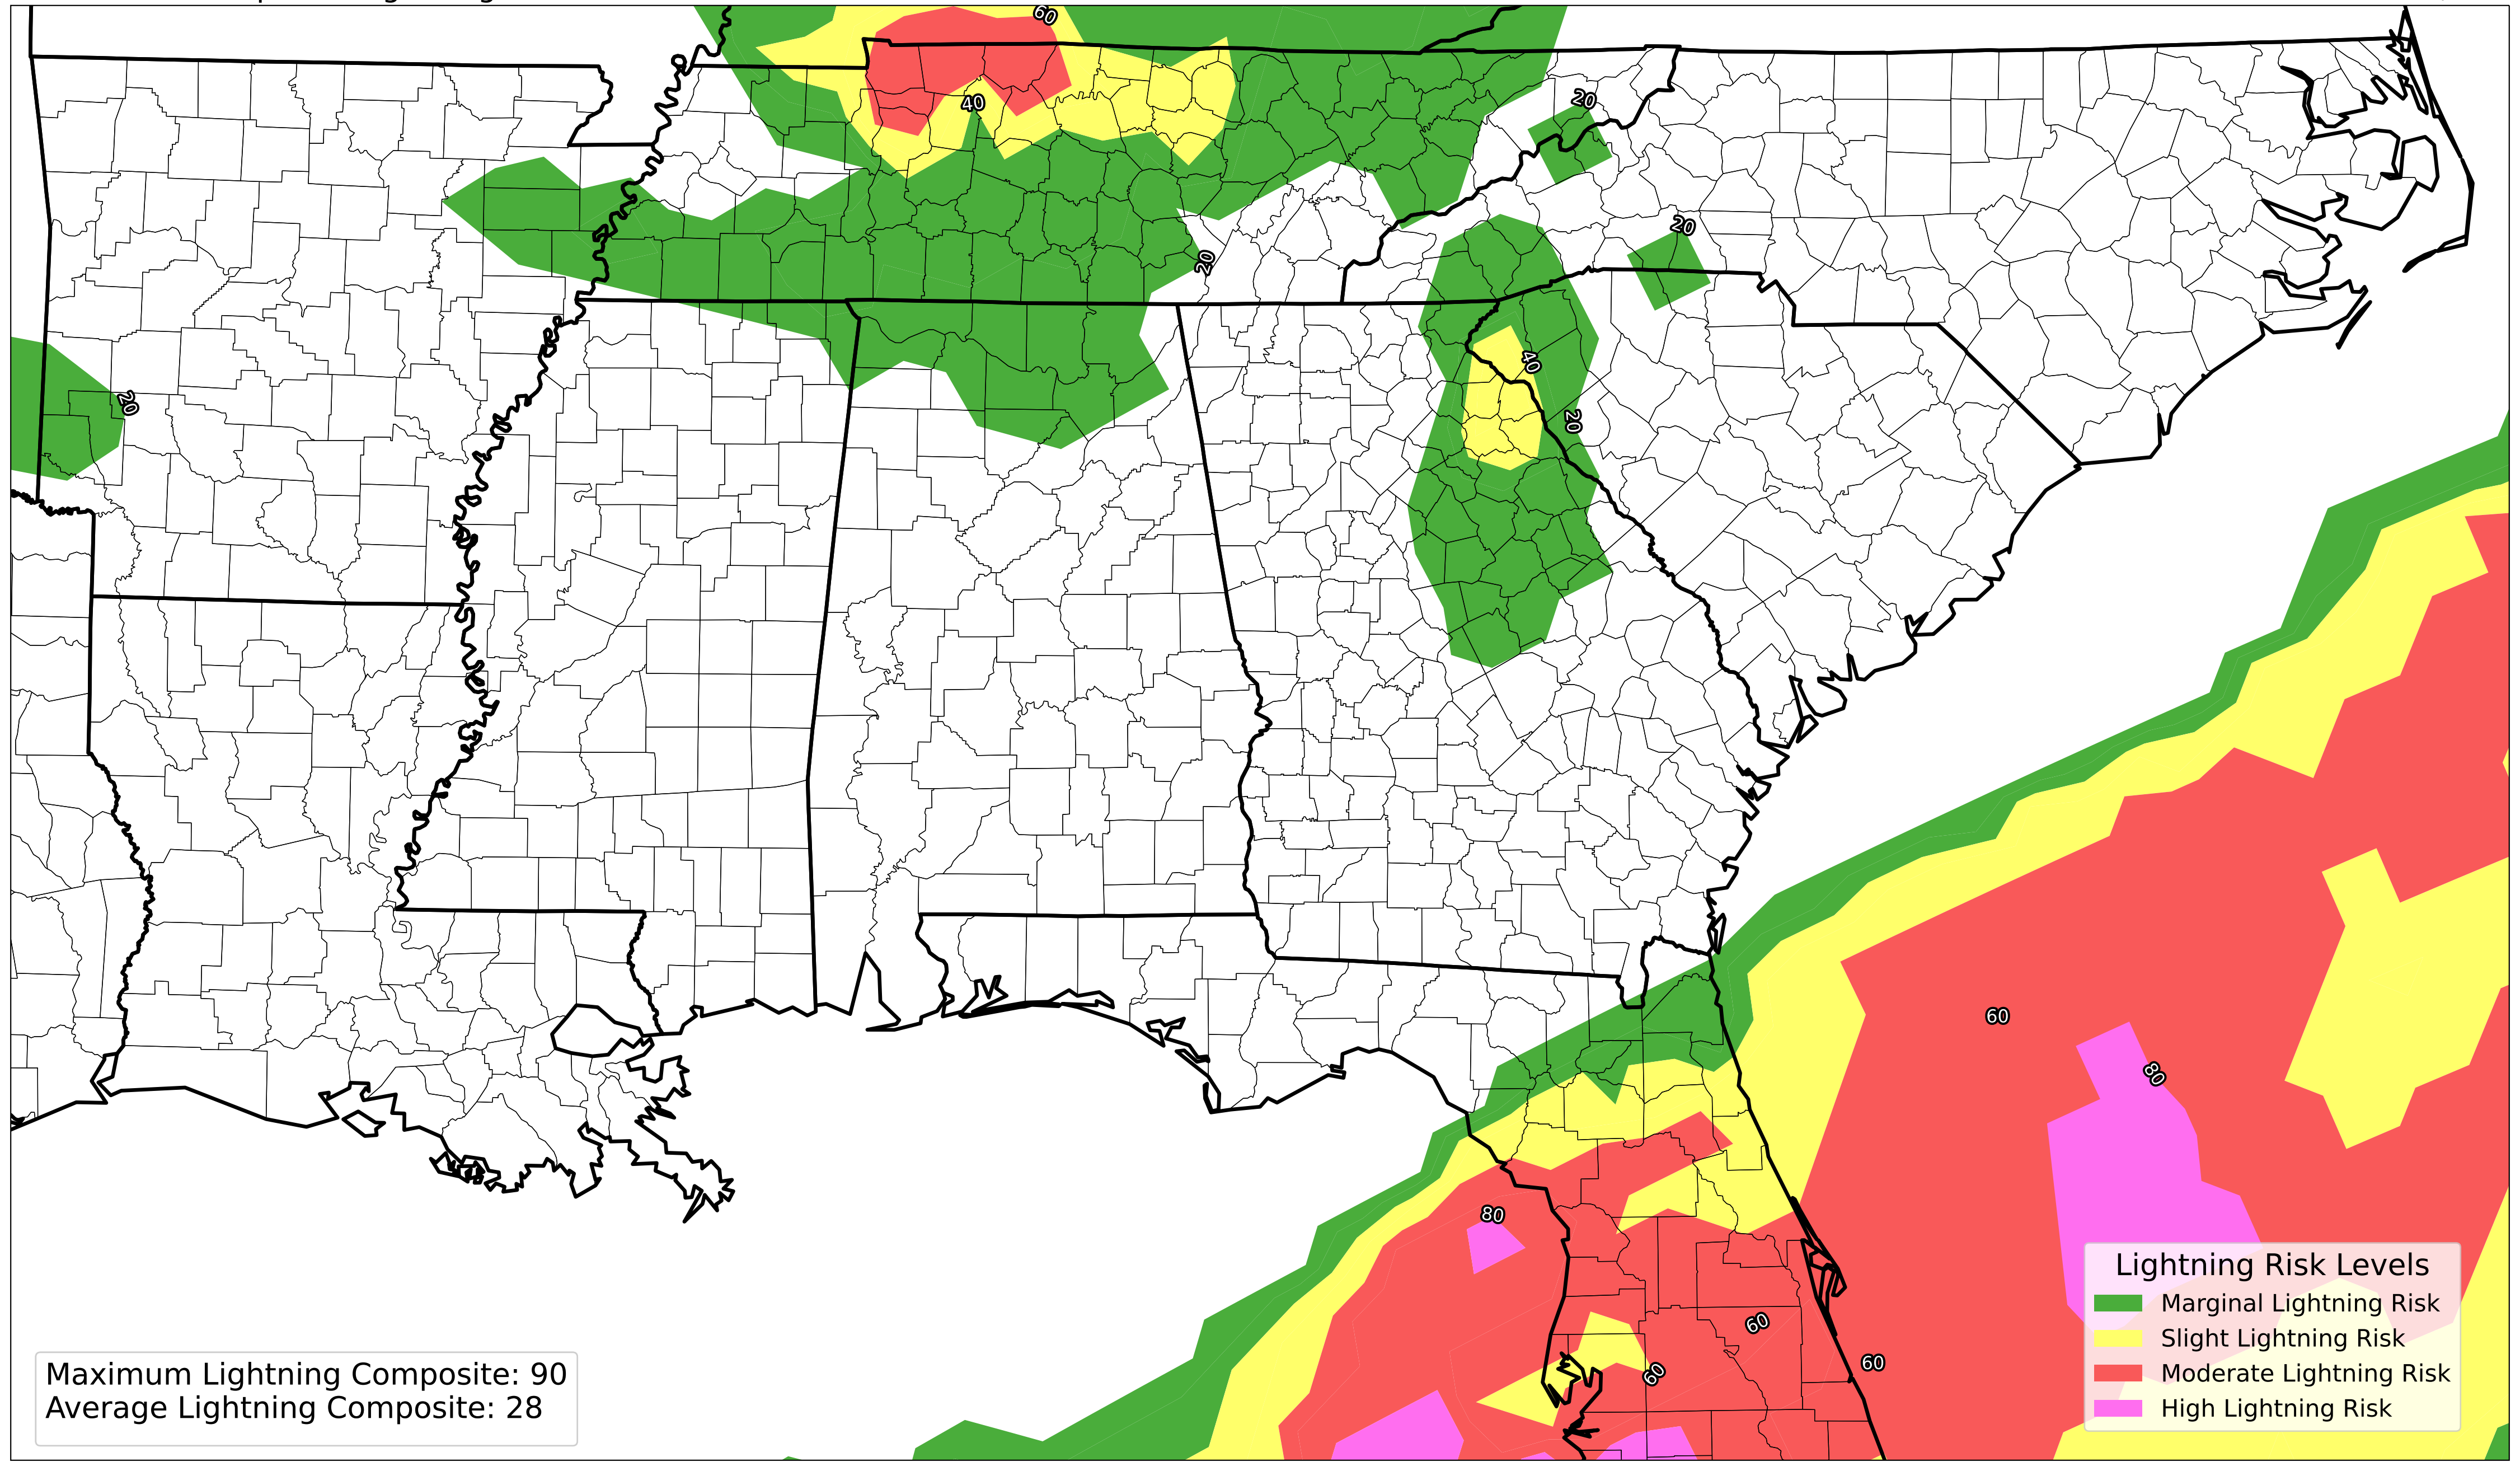 60
40
20
20
20
20
40
20
60
80
80
60
60
60
Lightning Risk Levels
Marginal Lightning Risk
Slight Lightning Risk
Moderate Lightning Risk
High Lightning Risk
Maximum Lightning Composite: 90
Average Lightning Composite: 28